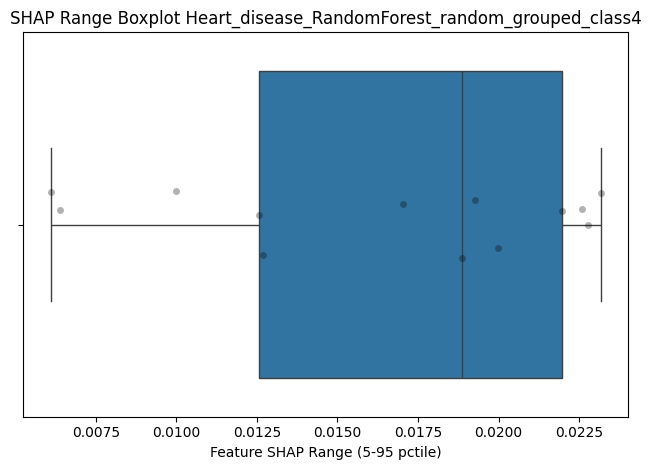 SHAP Range Boxplot Heart_disease_RandomForest_random_grouped_class4
0.0075 0.0100 0.0125 0.0150 0.0175 0.0200 0.0225
Feature SHAP Range (5-95 pctile)